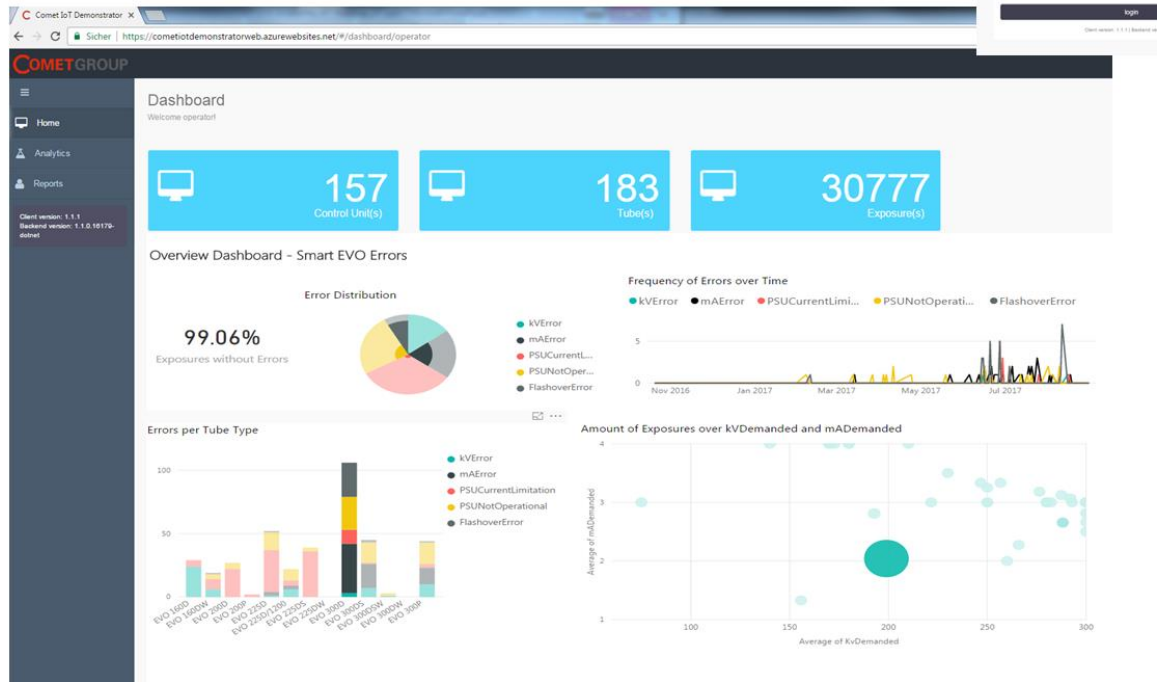 Comet IoT Demonstrator
login
Sicher | https://cometiotdemonstratorweb.azurewebsites.net/#/dashboard/operator
COMETGROUP
Home
Analytics
Reports
Client version: 1.1.1
Backend version: 1.1.0.16179-
dotnet
Dashboard
Welcome operator!
157
Control Unit(s)
183
Tube(s)
30777
Exposure(s)
Overview Dashboard - Smart EVO Errors
Error Distribution
99.06%
Exposures without Errors
kVError
mAError
PSUCurrentL...
PSUNotOper...
FlashoverError
Frequency of Errors over Time
kVError mAError PSUCurrentLimi... PSUNotOperati... FlashoverError
5
0
Nov 2016 Jan 2017 Mar 2017 May 2017 Jul 2017
Errors per Tube Type
kVError
mAError
PSUCurrentLimitation
PSUNotOperational
FlashoverError
100
50
0
EVO 160D EVO 160DW EVO 200D EVO 200P EVO 225D EVO 225D/1200 EVO 225DS EVO 225DW EVO 300D EVO 300DS EVO 300DSW EVO 300DW EVO 300P
Amount of Exposures over kVDemanded and mADemanded
Average of mADemanded
4
3
2
1
100 150 200 250 300
Average of KvDemanded